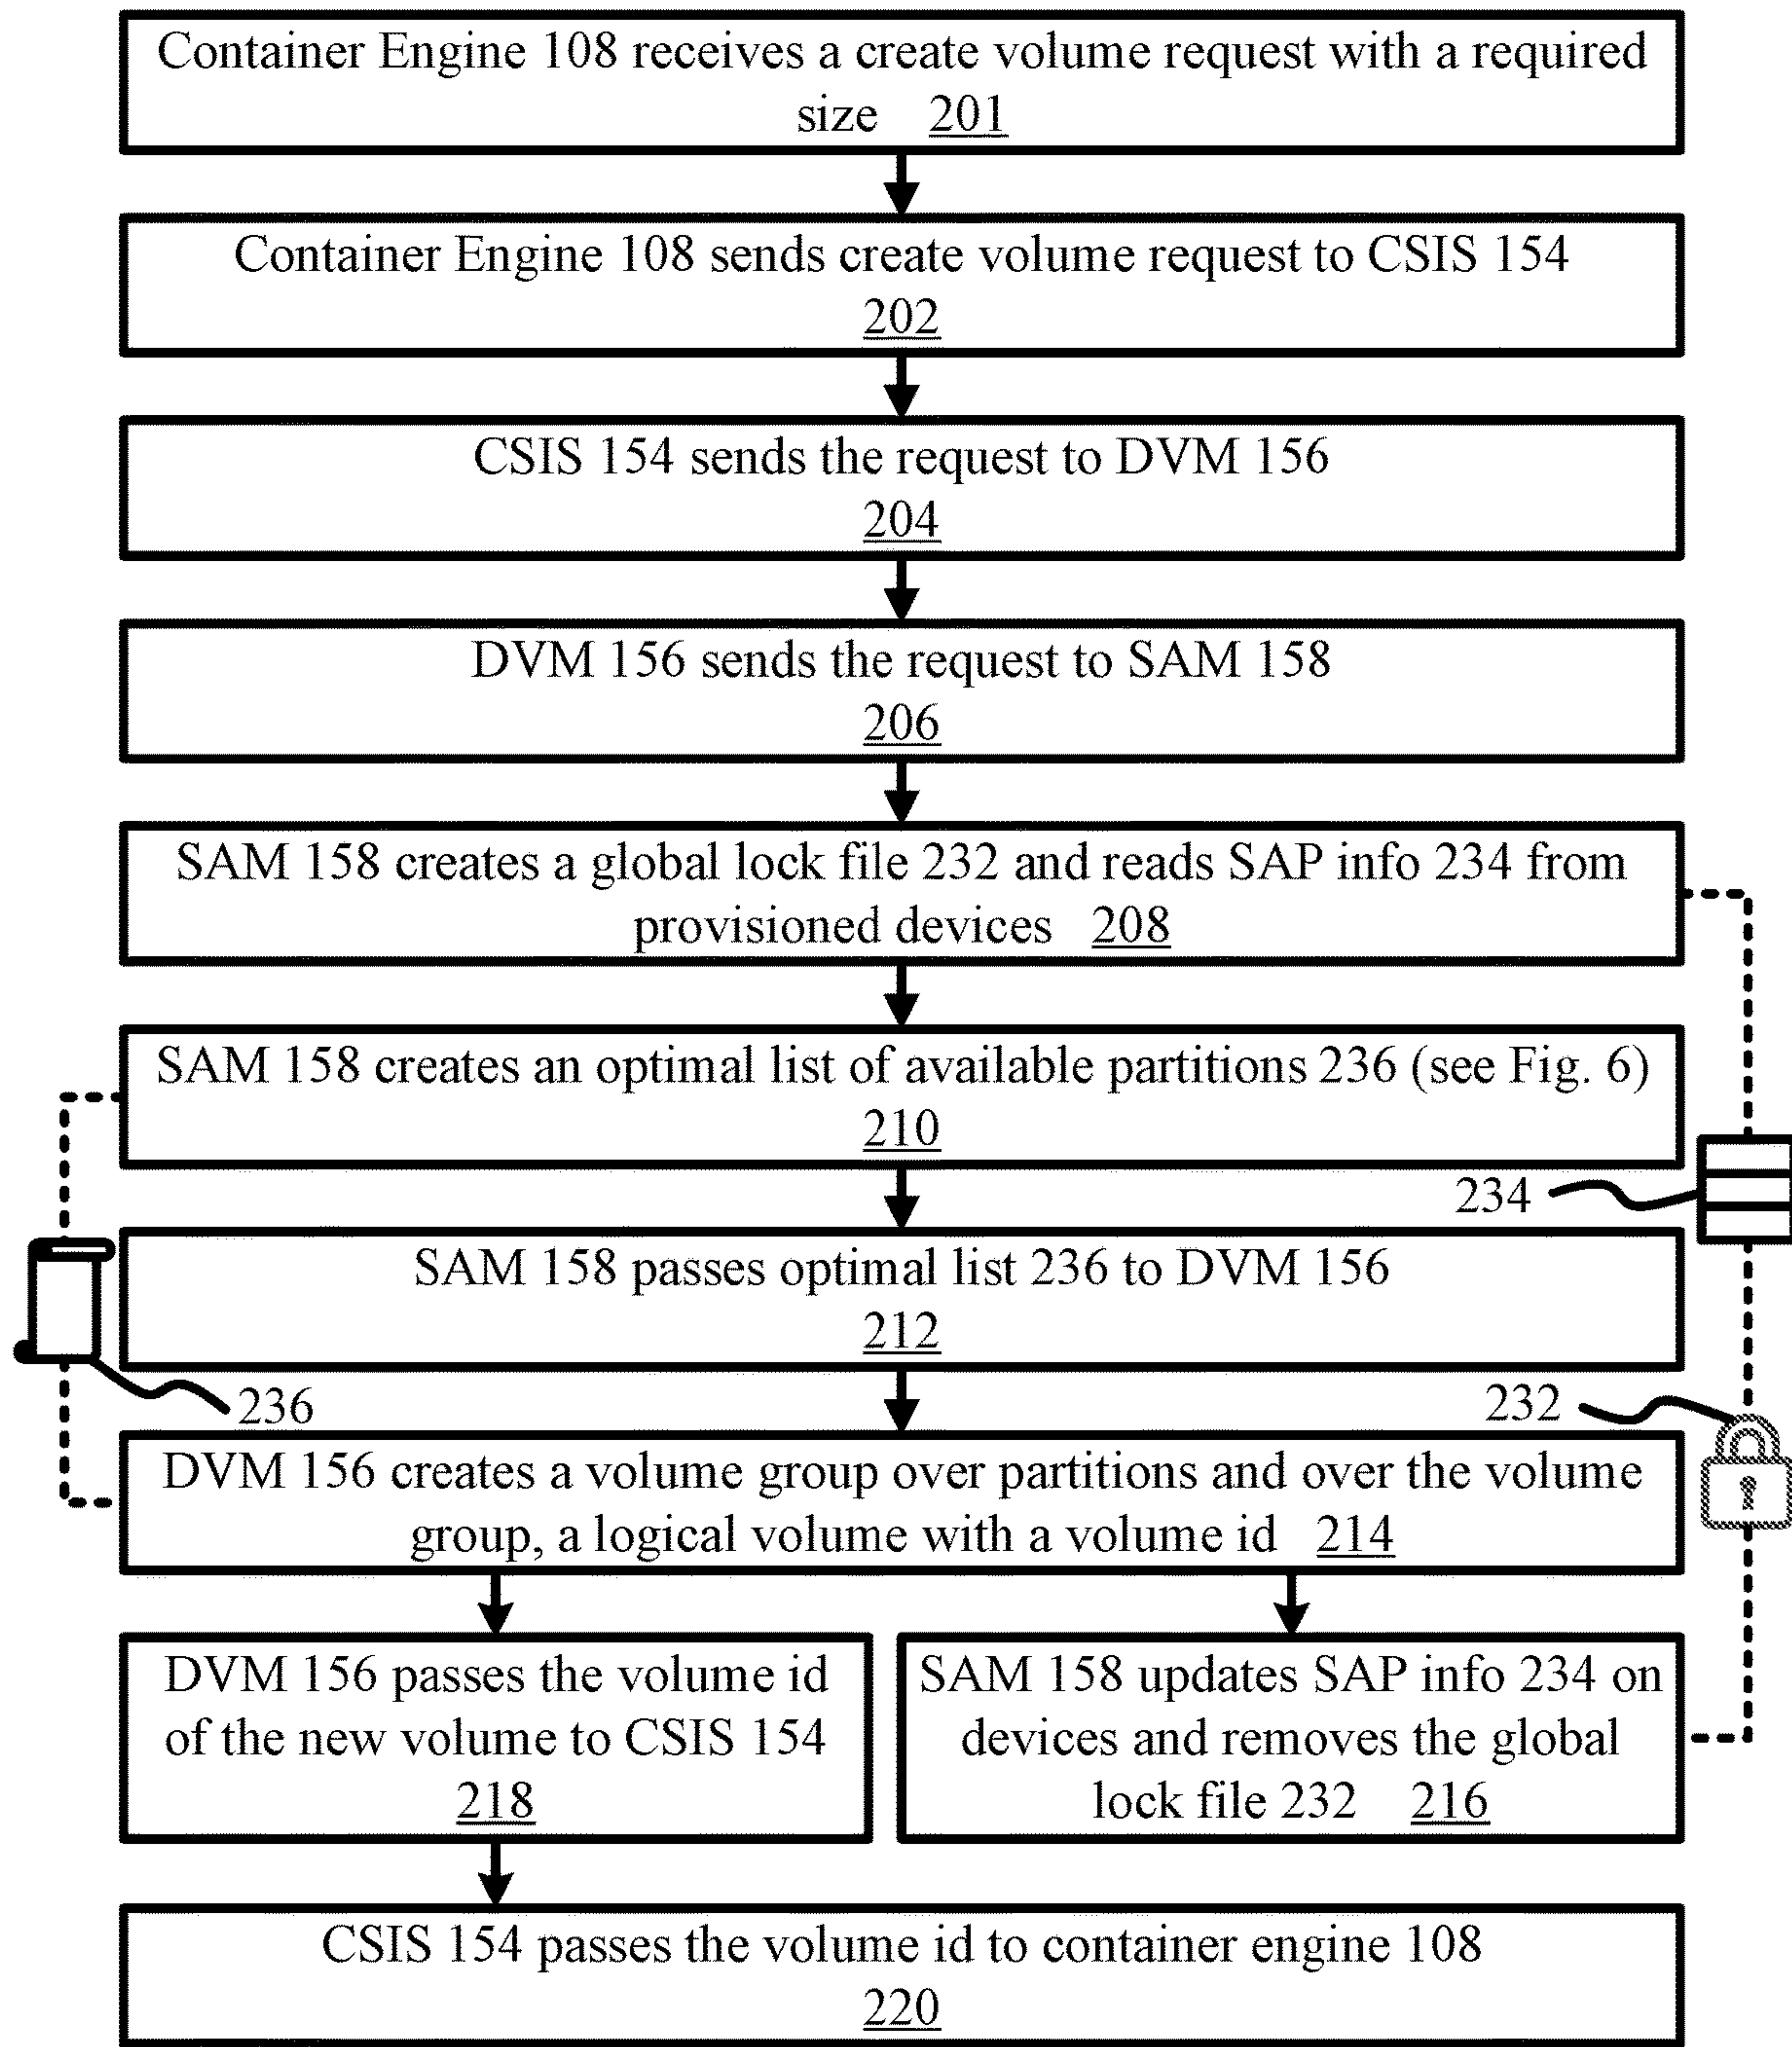 Container Engine 108 receives a create volume request with a required
size 201
Container Engine 108 sends create volume request to CSIS 154
202
CSIS 154 sends the request to DVM 156
204
DVM 156 sends the request to SAM 158
206
SAM 158 creates a global lock file 232 and reads SAP info 234 from
provisioned devices 208
SAM 158 creates an optimal list of available partitions 236 (see Fig. 6)
210
234
SAM 158 passes optimal list 236 to DVM 156
212
236
232
DVM 156 creates a volume group over partitions and over the volume
group, a logical volume with a volume id 214
DVM 156 passes the volume id
of the new volume to CSIS 154
218
SAM 158 updates SAP info 234 on
devices and removes the global
lock file 232 216
CSIS 154 passes the volume id to container engine 108
220